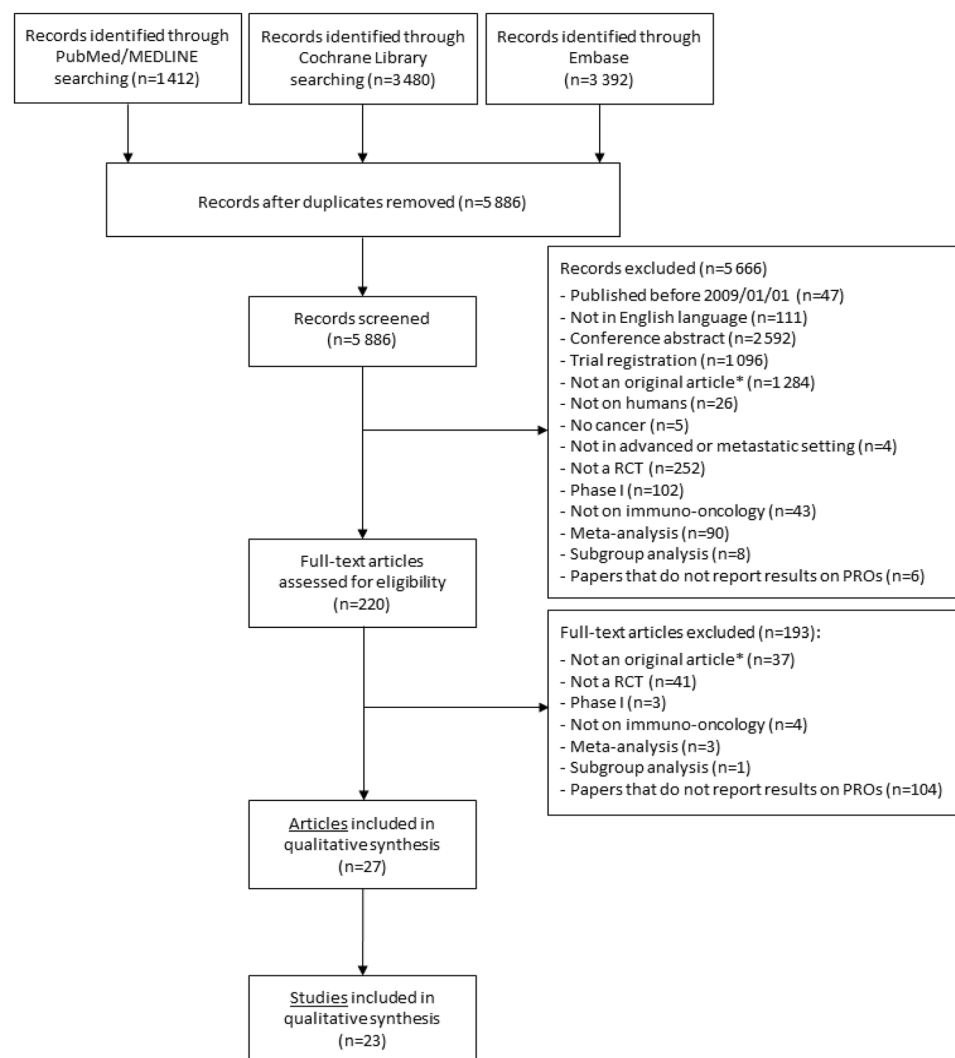 Records identified through
PubMed/MEDLINE
searching (n=1 412)
Records identified through
Cochrane Library
searching (n=3 480)
Records identified through
Embase
(n=3 392)
Records after duplicates removed (n=5 886)
Records screened
(n=5 886)
Records excluded (n=5 666)
- Published before 2009/01/01 (n=47)
- Not in English language (n=111)
- Conference abstract (n=2 592)
- Trial registration (n=1 096)
- Not an original article* (n=1 284)
- Not on humans (n=26)
- No cancer (n=5)
- Not in advanced or metastatic setting (n=4)
- Not a RCT (n=252)
- Phase I (n=102)
- Not on immuno-oncology (n=43)
- Meta-analysis (n=90)
- Subgroup analysis (n=8)
- Papers that do not report results on PROs (n=6)
Full-text articles
assessed for eligibility
(n=220)
Full-text articles excluded (n=193):
- Not an original article* (n=37)
- Not a RCT (n=41)
- Phase I (n=3)
- Not on immuno-oncology (n=4)
- Meta-analysis (n=3)
- Subgroup analysis (n=1)
- Papers that do not report results on PROs (n=104)
Articles included in
qualitative synthesis
(n=27)
Studies included in
qualitative synthesis
(n=23)